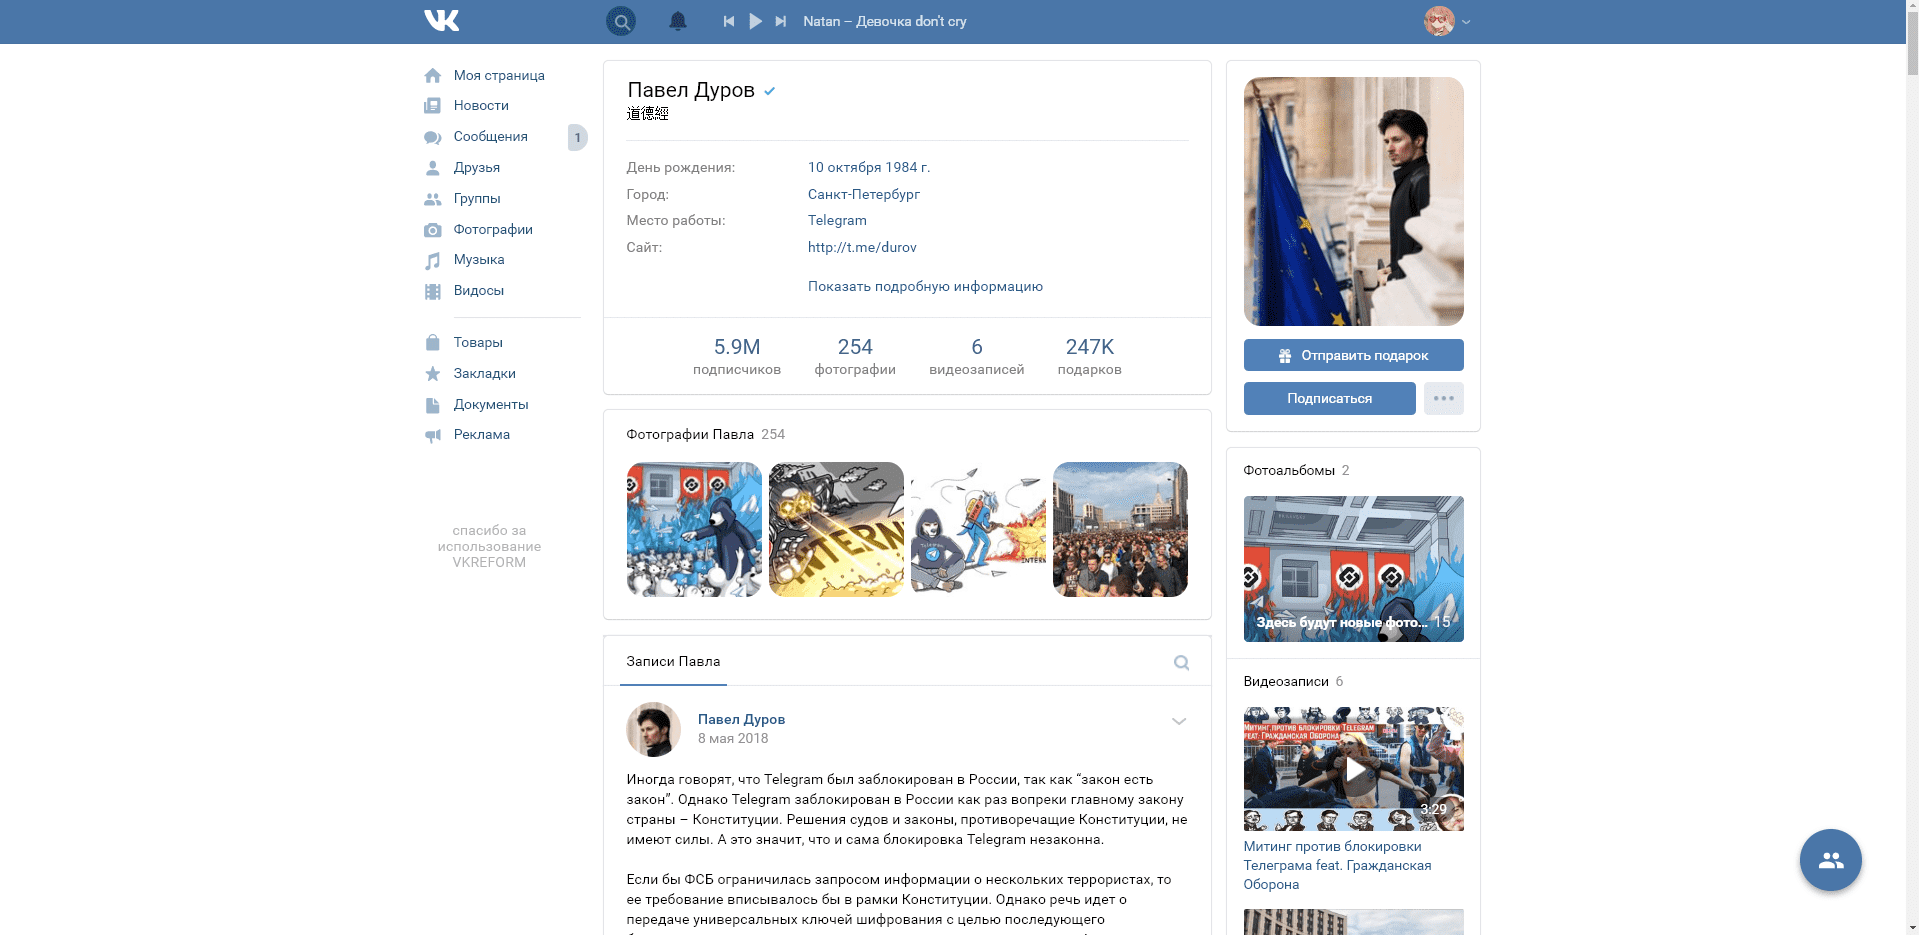 VK
Natan – Девочка don't cry
Моя страница
Новости
Сообщения
1
Друзья
Группы
Фотографии
Музыка
Видосы
Товары
Закладки
Документы
Реклама
спасибо за
использование
VKREFORM
Павел Дуров
道德經
День рождения: 10 октября 1984 г.
Город: Санкт-Петербург
Место работы: Telegram
Сайт: http://t.me/durov
Показать подробную информацию
5.9M 254 6 247K
подписчиков фотографии видеозаписей подарков
Фотографии Павла 254
INTERN
Telegram
INTERN
Записи Павла
Павел Дуров
8 мая 2018
Иногда говорят, что Telegram был заблокирован в России, так как “закон есть
закон”. Однако Telegram заблокирован в России как раз вопреки главному закону
страны – Конституции. Решения судов и законы, противоречащие Конституции, не
имеют силы. А это значит, что и сама блокировка Telegram незаконна.
Если бы ФСБ ограничилась запросом информации о нескольких террористах, то
ее требование вписывалось бы в рамки Конституции. Однако речь идет о
передаче универсальных ключей шифрования с целью последующего
Отправить подарок
Подписаться
Фотоальбомы 2
Здесь будут новые фото... 15
Видеозаписи 6
Митинг против блокировки Telegram
feat. Гражданская Оборона
3:29
Митинг против блокировки
Телеграма feat. Гражданская
Оборона